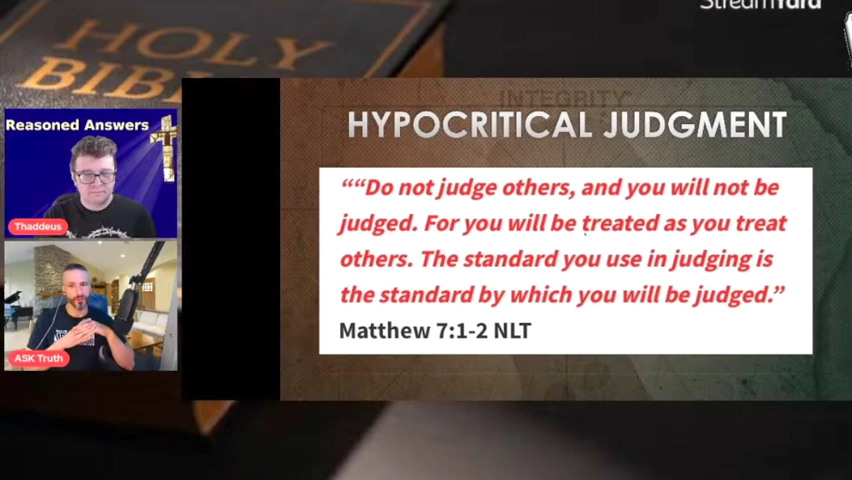 StreamYard
HOLY
BIBL
Reasoned Answers
Thaddeus
ASK Truth
INTEGRITY
HYPOCRITICAL JUDGMENT
““Do not judge others, and you will not be
judged. For you will be treated as you treat
others. The standard you use in judging is
the standard by which you will be judged.”
Matthew 7:1-2 NLT